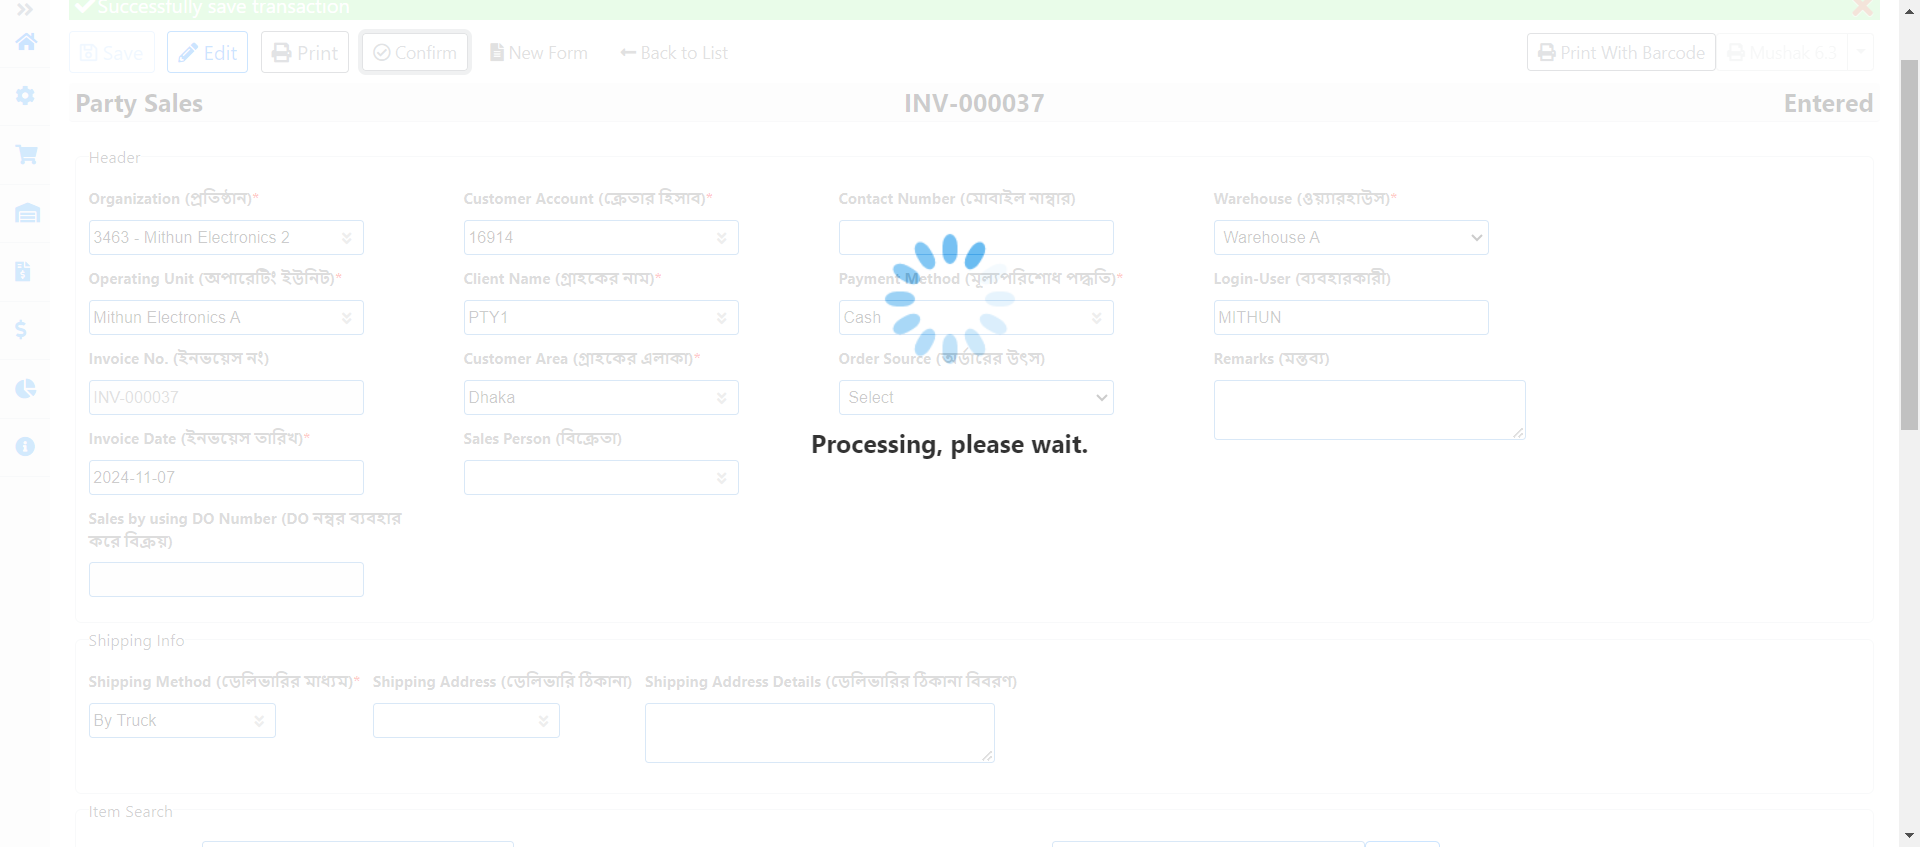 Successfully save transaction
Save Edit Print Confirm New Form Back to List Print With Barcode Mushak 6.3
Party Sales INV-000037 Entered
Header
Organization (প্রতিষ্ঠান)* Customer Account (ক্রেতার হিসাব)* Contact Number (মোবাইল নাম্বার) Warehouse (ওয়্যারহাউস)*
3463 - Mithun Electronics 2 16914 Warehouse A
Operating Unit (অপারেটিং ইউনিট)* Client Name (গ্রাহকের নাম)* Payment Method (মূল্যপরিশোধ পদ্ধতি)* Login-User (ব্যবহারকারী)
Mithun Electronics A PTY1 Cash MITHUN
Invoice No. (ইনভয়েস নং) Customer Area (গ্রাহকের এলাকা)* Order Source (অর্ডারের উৎস) Remarks (মন্তব্য)
INV-000037 Dhaka Select
Invoice Date (ইনভয়েস তারিখ)* Sales Person (বিক্রেতা)
Processing, please wait.
2024-11-07
Sales by using DO Number (DO নম্বর ব্যবহার
করে বিক্রয়)
Shipping Info
Shipping Method (ডেলিভারির মাধ্যম)* Shipping Address (ডেলিভারি ঠিকানা) Shipping Address Details (ডেলিভারির ঠিকানা বিবরণ)
By Truck
Item Search